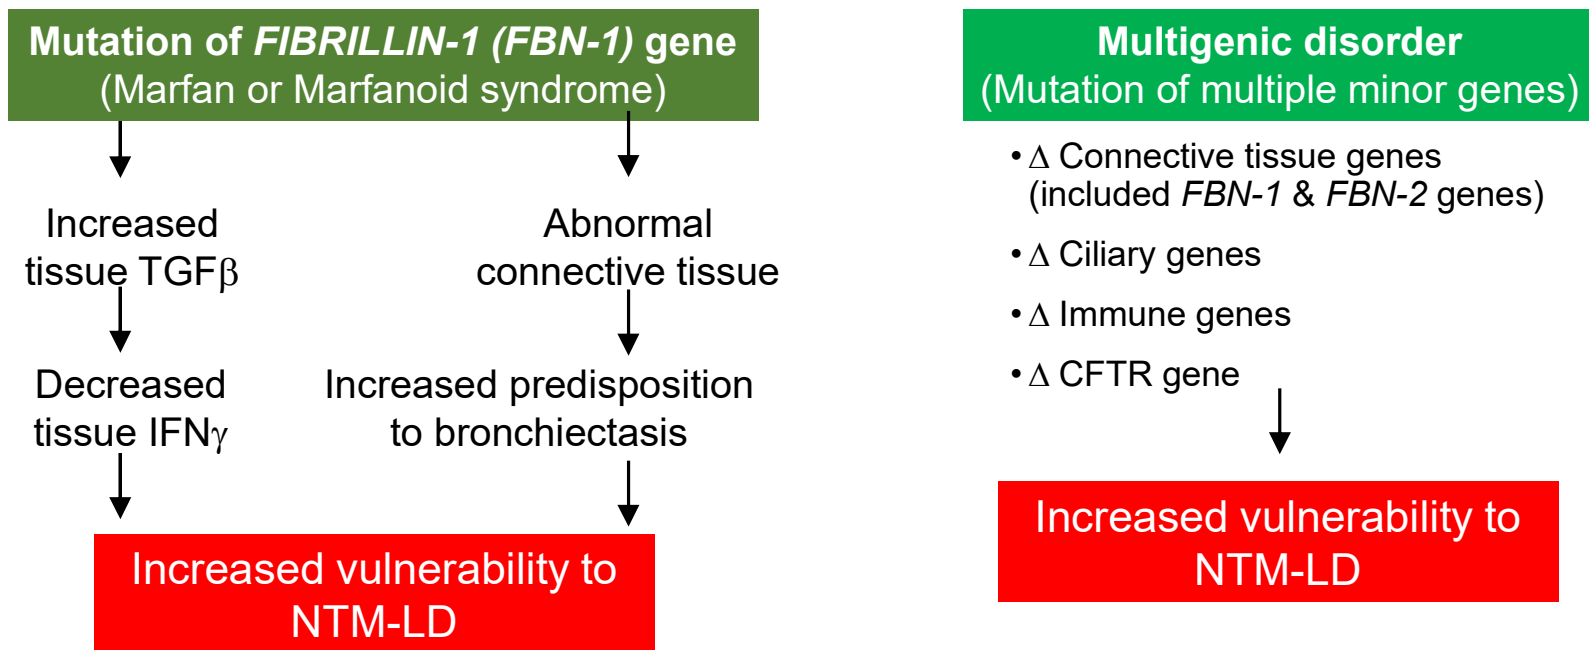 Mutation of FIBRILLIN-1 (FBN-1) gene
(Marfan or Marfanoid syndrome)
Increased
tissue TGFβ
Decreased
tissue IFNγ
Abnormal
connective tissue
Increased predisposition
to bronchiectasis
Increased vulnerability to
NTM-LD
Multigenic disorder
(Mutation of multiple minor genes)
• Δ Connective tissue genes
(included FBN-1 & FBN-2 genes)
• Δ Ciliary genes
• Δ Immune genes
• Δ CFTR gene
Increased vulnerability to
NTM-LD